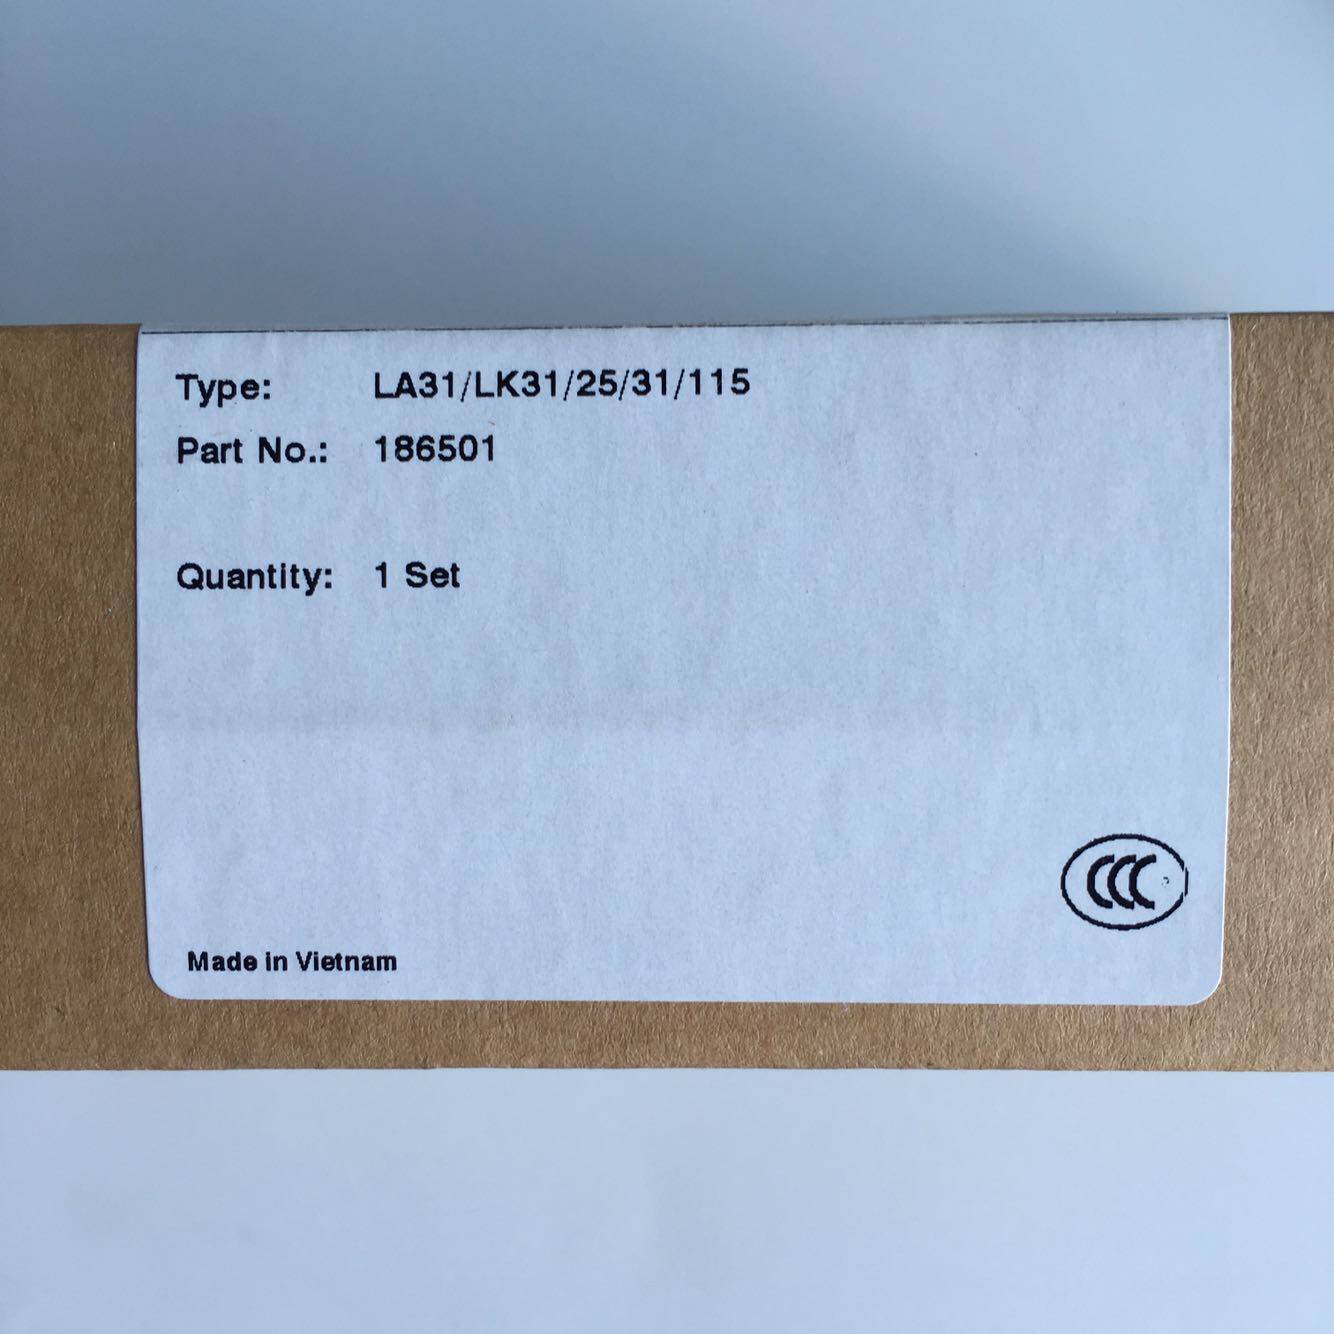 Type: LA31/LK31/25/31/115
Part No.: 186501
Quantity: 1 Set
CCC
Made in Vietnam